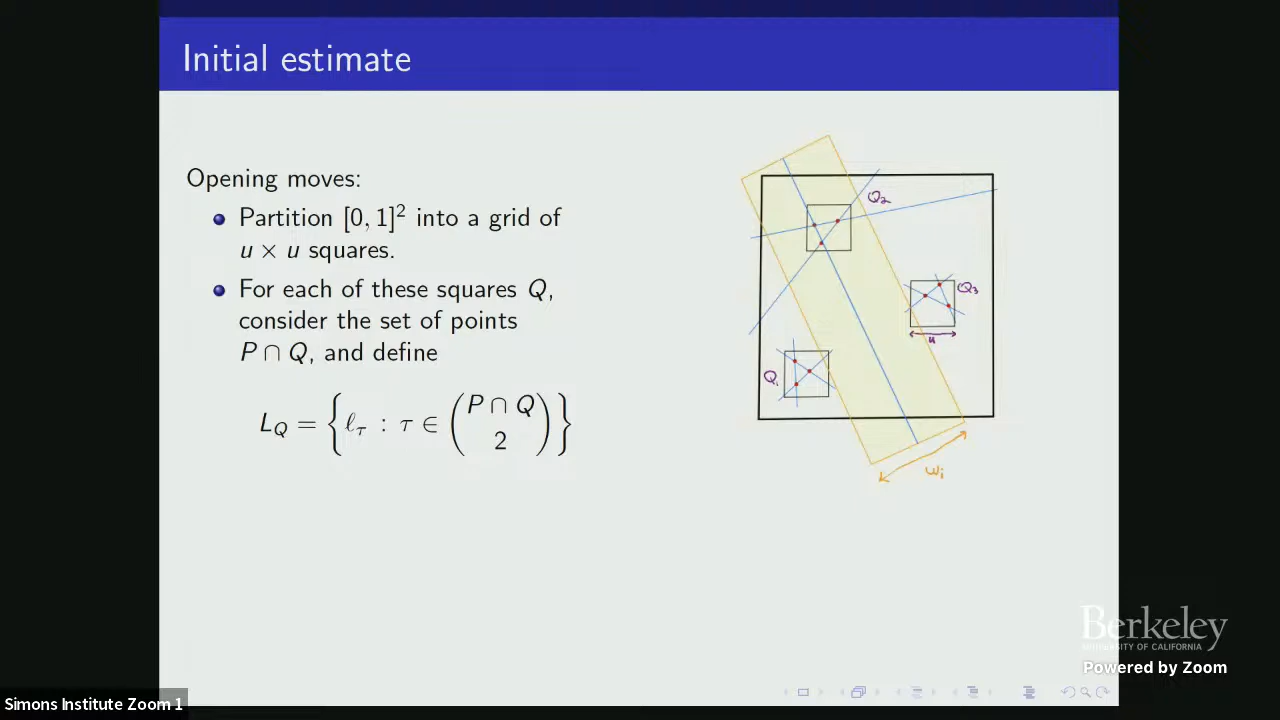 Initial estimate
Opening moves:
Partition [0, 1]² into a grid of
u × u squares.
For each of these squares Q,
consider the set of points
P ∩ Q, and define
L_Q = { ℓ_τ : τ ∈ (P ∩ Q choose 2) }
Q₂
Q₃
u
Q₁
wᵢ
Berkeley
UNIVERSITY OF CALIFORNIA
Powered by Zoom
Simons Institute Zoom 1